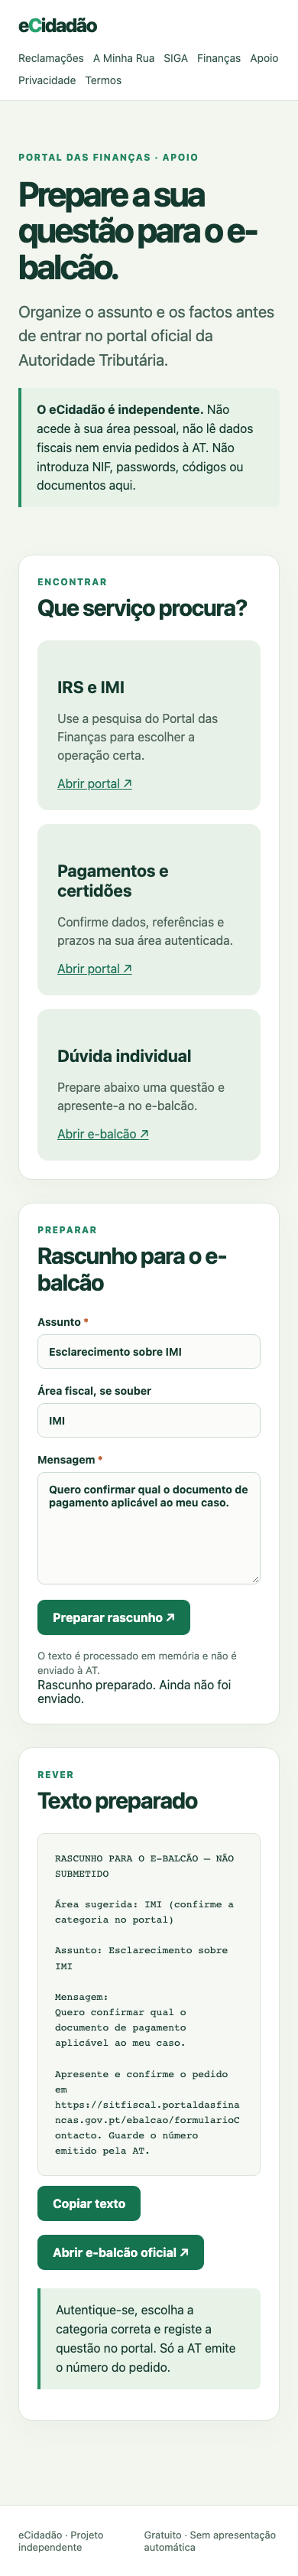 eCidadão
Reclamações A Minha Rua SIGA Finanças Apoio
Privacidade Termos
PORTAL DAS FINANÇAS · APOIO
Prepare a sua
questão para o e-
balcão.
Organize o assunto e os factos antes
de entrar no portal oficial da
Autoridade Tributária.
O eCidadão é independente. Não
acede à sua área pessoal, não lê dados
fiscais nem envia pedidos à AT. Não
introduza NIF, passwords, códigos ou
documentos aqui.
ENCONTRAR
Que serviço procura?
IRS e IMI
Use a pesquisa do Portal das
Finanças para escolher a
operação certa.
Abrir portal ↗
Pagamentos e
certidões
Confirme dados, referências e
prazos na sua área autenticada.
Abrir portal ↗
Dúvida individual
Prepare abaixo uma questão e
apresente-a no e-balcão.
Abrir e-balcão ↗
PREPARAR
Rascunho para o e-
balcão
Assunto *
Esclarecimento sobre IMI
Área fiscal, se souber
IMI
Mensagem *
Quero confirmar qual o documento de
pagamento aplicável ao meu caso.
Preparar rascunho ↗
O texto é processado em memória e não é
enviado à AT.
Rascunho preparado. Ainda não foi
enviado.
REVER
Texto preparado
RASCUNHO PARA O E-BALCÃO — NÃO
SUBMETIDO
Área sugerida: IMI (confirme a
categoria no portal)
Assunto: Esclarecimento sobre
IMI
Mensagem:
Quero confirmar qual o
documento de pagamento
aplicável ao meu caso.
Apresente e confirme o pedido
em
https://sitfiscal.portaldasfina
ncas.gov.pt/ebalcao/formularioC
ontacto. Guarde o número
emitido pela AT.
Copiar texto
Abrir e-balcão oficial ↗
Autentique-se, escolha a
categoria correta e registe a
questão no portal. Só a AT emite
o número do pedido.
eCidadão · Projeto
independente
Gratuito · Sem apresentação
automática